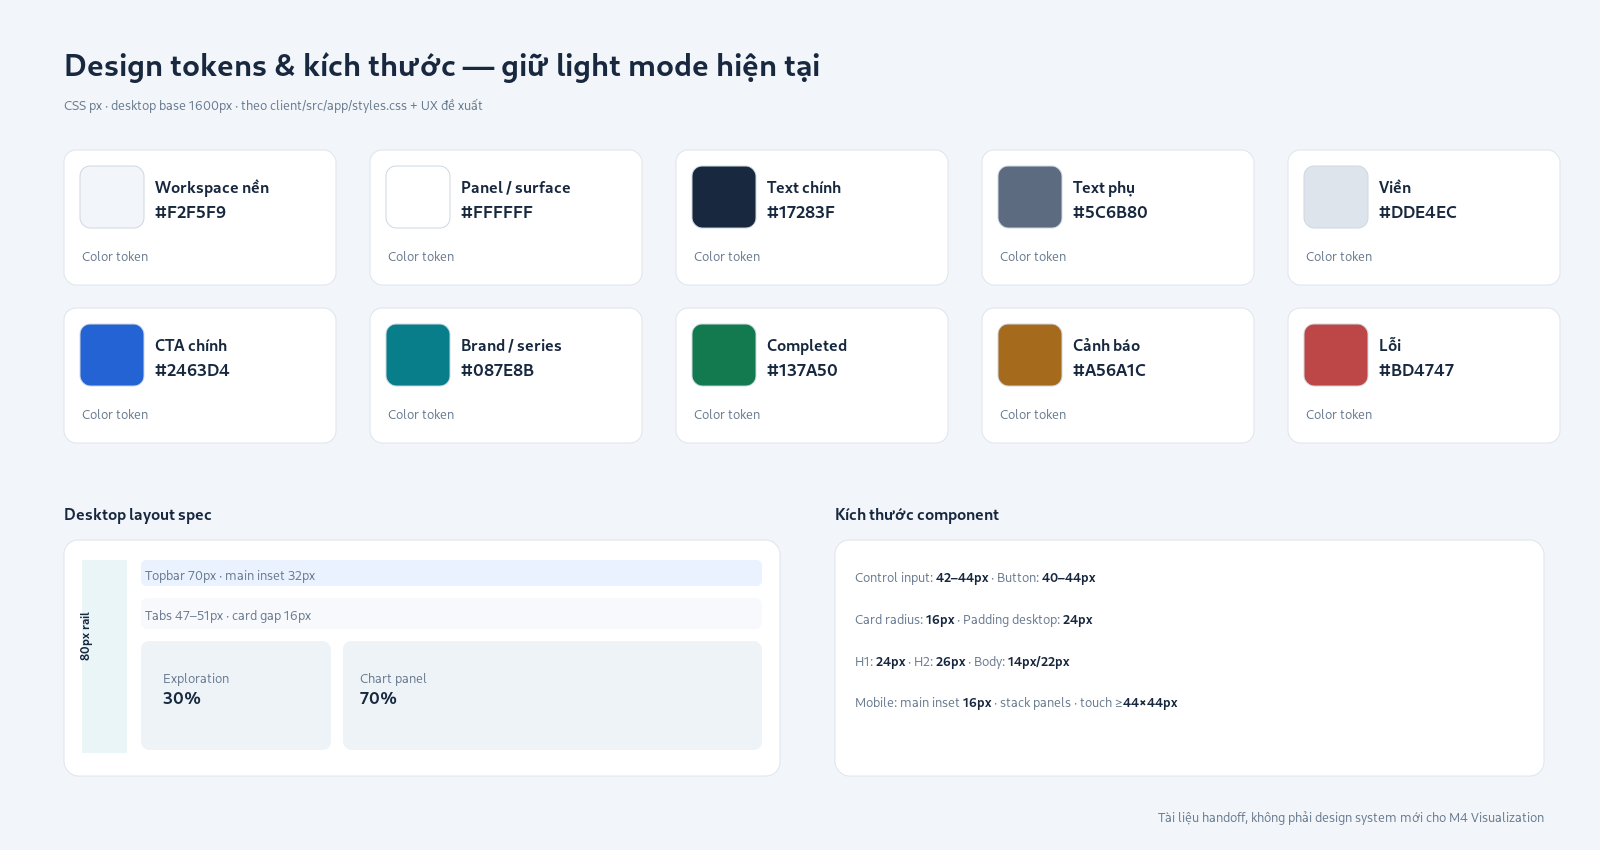 Design tokens & kích thước — giữ light mode hiện tại
CSS px · desktop base 1600px · theo client/src/app/styles.css + UX đề xuất
Workspace nền
#F2F5F9
Color token
Panel / surface
#FFFFFF
Color token
Text chính
#17283F
Color token
Text phụ
#5C6B80
Color token
Viền
#DDE4EC
Color token
CTA chính
#2463D4
Color token
Brand / series
#087E8B
Color token
Completed
#137A50
Color token
Cảnh báo
#A56A1C
Color token
Lỗi
#BD4747
Color token
Desktop layout spec
80px rail
Topbar 70px · main inset 32px
Tabs 47–51px · card gap 16px
Exploration
30%
Chart panel
70%
Kích thước component
Control input: 42–44px · Button: 40–44px
Card radius: 16px · Padding desktop: 24px
H1: 24px · H2: 26px · Body: 14px/22px
Mobile: main inset 16px · stack panels · touch ≥44×44px
Tài liệu handoff, không phải design system mới cho M4 Visualization